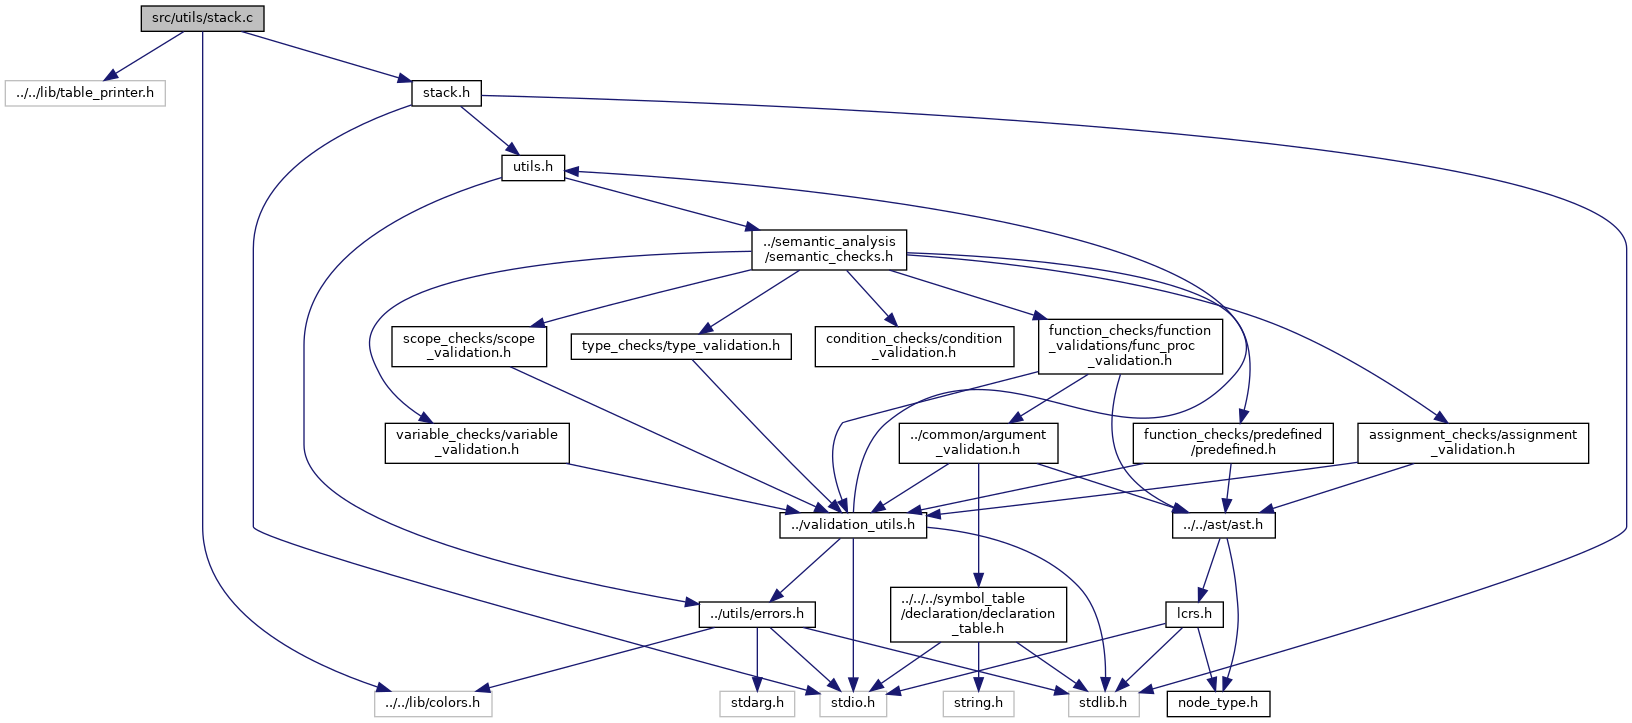 src/utils/stack.c
../../lib/table_printer.h
stack.h
utils.h
../semantic_analysis
/semantic_checks.h
scope_checks/scope
_validation.h
type_checks/type_validation.h
condition_checks/condition
_validation.h
function_checks/function
_validations/func_proc
_validation.h
variable_checks/variable
_validation.h
../common/argument
_validation.h
function_checks/predefined
/predefined.h
assignment_checks/assignment
_validation.h
../validation_utils.h
../../ast/ast.h
../utils/errors.h
../../../symbol_table
/declaration/declaration
_table.h
lcrs.h
../../lib/colors.h
stdarg.h
stdio.h
string.h
stdlib.h
node_type.h